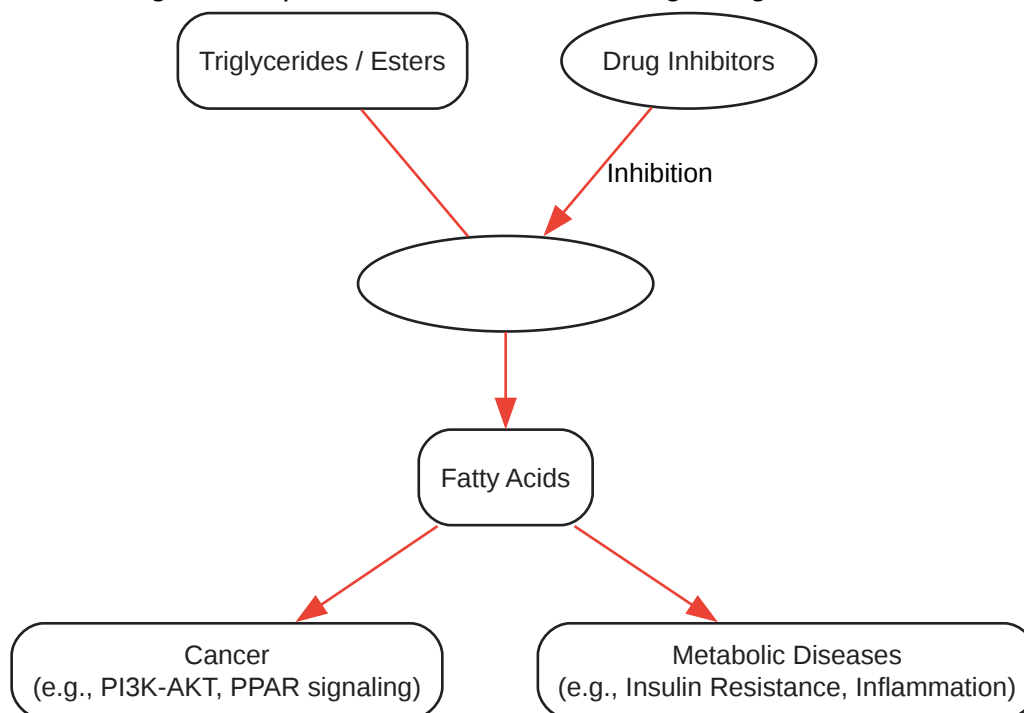 Triglycerides / Esters
Drug Inhibitors
Inhibition
Fatty Acids
Cancer
(e.g., PI3K-AKT, PPAR signaling)
Metabolic Diseases
(e.g., Insulin Resistance, Inflammation)